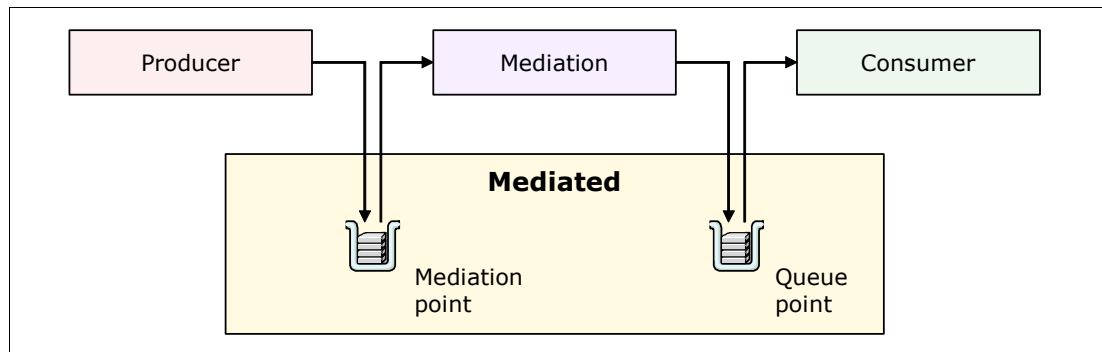 Producer
Mediation
Consumer
Mediated
Mediation
point
Queue
point